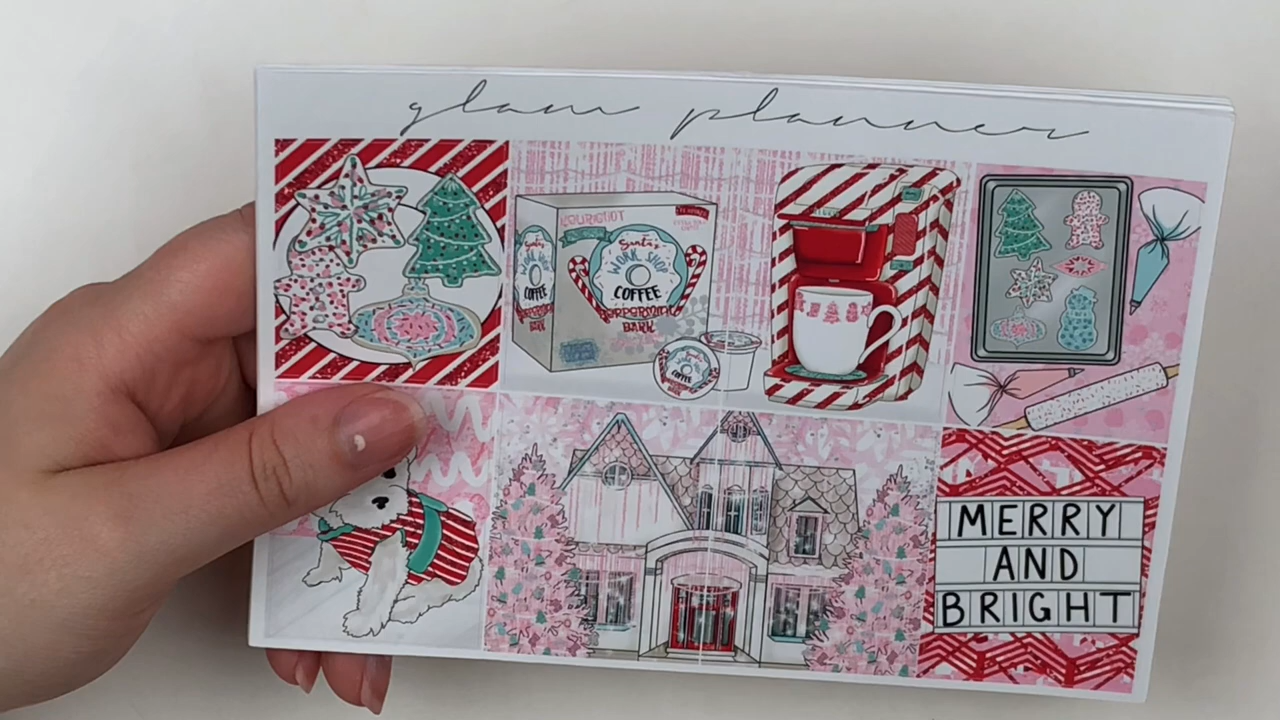 glam planner
Santa's
WORK SHOP
COFFEE
PEPPERMINT
BARK
COFFEE
MERRY
AND
BRIGHT